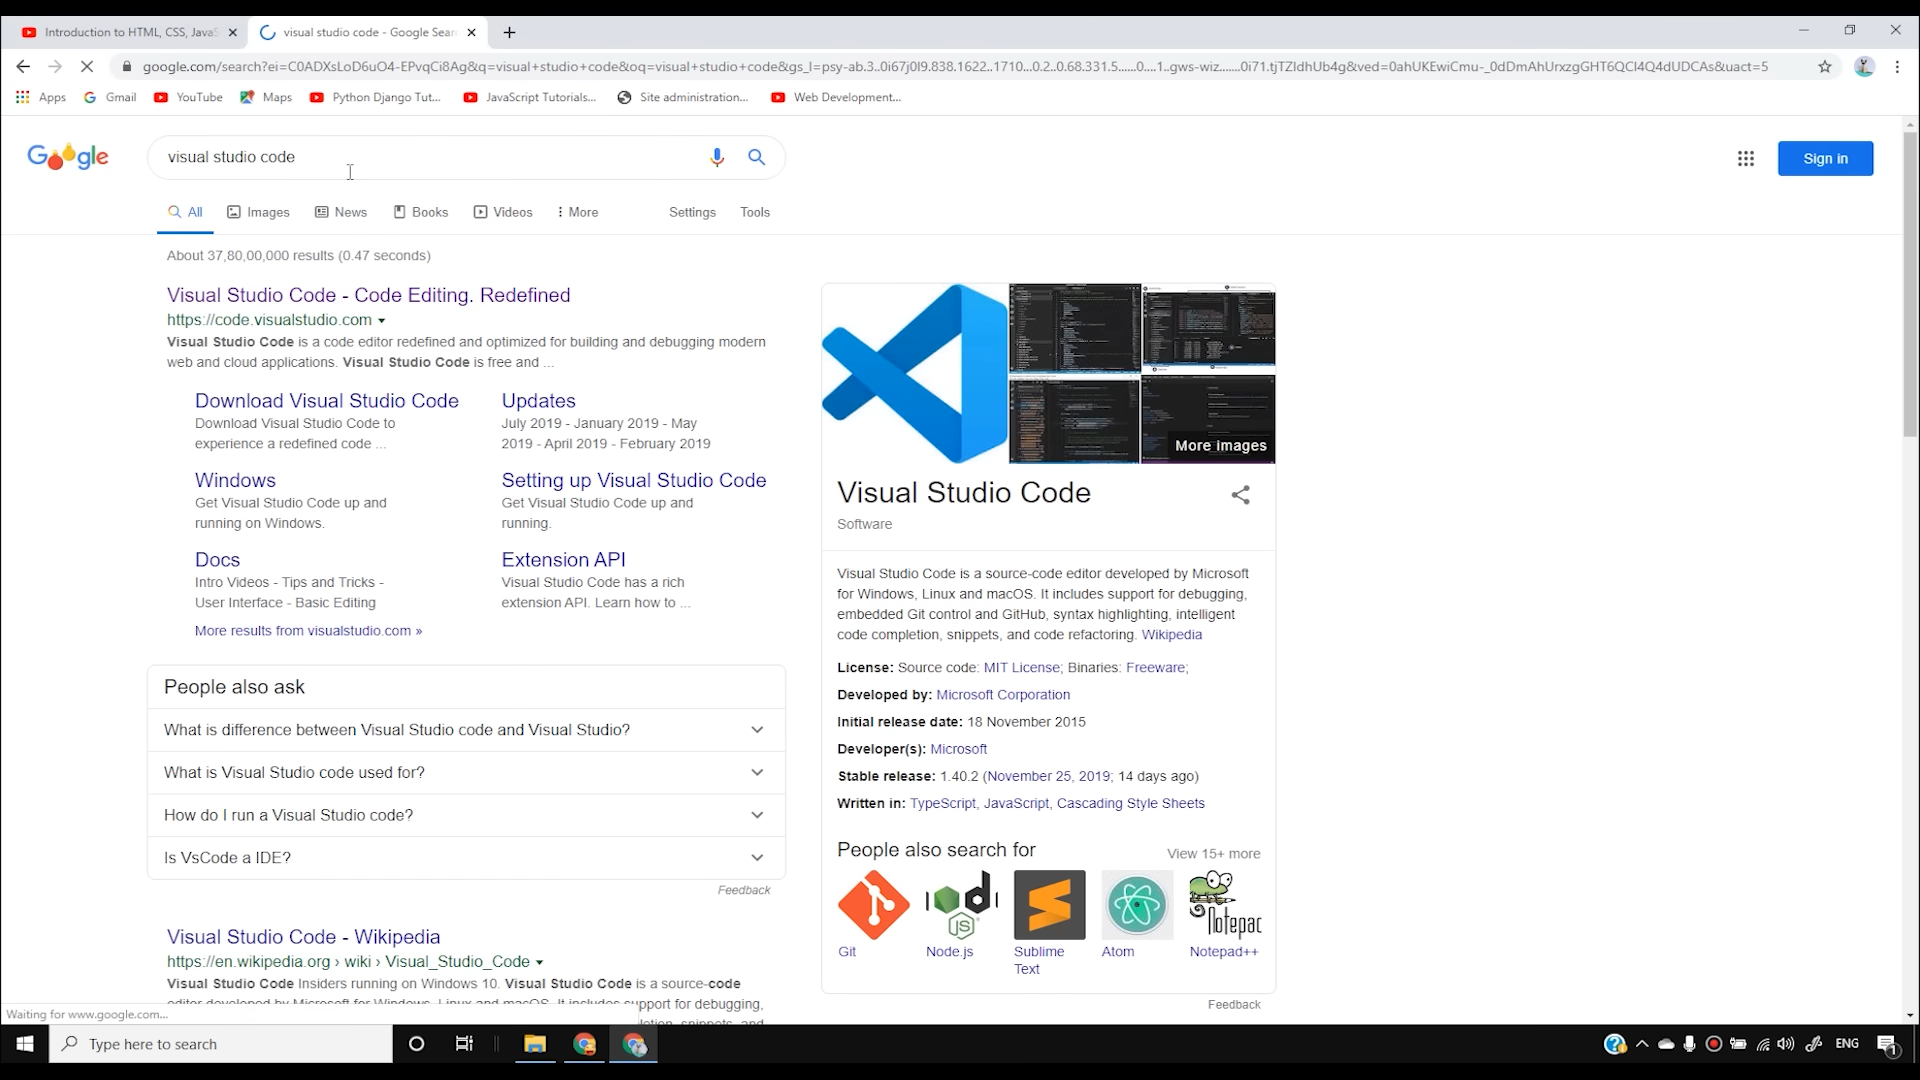 Introduction to HTML, CSS, JavaS
visual studio code - Google Sear
google.com/search?ei=C0ADXsLoD6uO4-EPvqCi8Ag&q=visual+studio+code&oq=visual+studio+code&gs_l=psy-ab.3..0i67j0l9.838.1622..1710...0.2..0.68.331.5......0....1..gws-wiz.......0i71.tjTZIdhUb4g&ved=0ahUKEwiCmu-_0dDmAhUrxzgGHT6QCI4Q4dUDCAs&uact=5
Apps Gmail YouTube Maps Python Django Tut... JavaScript Tutorials... Site administration... Web Development...
Google
visual studio code
Sign in
All Images News Books Videos More Settings Tools
About 37,80,00,000 results (0.47 seconds)
Visual Studio Code - Code Editing. Redefined
https://code.visualstudio.com
Visual Studio Code is a code editor redefined and optimized for building and debugging modern
web and cloud applications. Visual Studio Code is free and ...
Download Visual Studio Code
Download Visual Studio Code to
experience a redefined code ...
Updates
July 2019 - January 2019 - May
2019 - April 2019 - February 2019
Windows
Get Visual Studio Code up and
running on Windows.
Setting up Visual Studio Code
Get Visual Studio Code up and
running.
Docs
Intro Videos - Tips and Tricks -
User Interface - Basic Editing
Extension API
Visual Studio Code has a rich
extension API. Learn how to ...
More results from visualstudio.com »
People also ask
What is difference between Visual Studio code and Visual Studio?
What is Visual Studio code used for?
How do I run a Visual Studio code?
Is VsCode a IDE?
Feedback
Visual Studio Code - Wikipedia
https://en.wikipedia.org › wiki › Visual_Studio_Code
Visual Studio Code Insiders running on Windows 10. Visual Studio Code is a source-code
editor developed by Microsoft for Windows, Linux and macOS. It includes support for debugging,
More images
Visual Studio Code
Software
Visual Studio Code is a source-code editor developed by Microsoft
for Windows, Linux and macOS. It includes support for debugging,
embedded Git control and GitHub, syntax highlighting, intelligent
code completion, snippets, and code refactoring. Wikipedia
License: Source code: MIT License; Binaries: Freeware;
Developed by: Microsoft Corporation
Initial release date: 18 November 2015
Developer(s): Microsoft
Stable release: 1.40.2 (November 25, 2019; 14 days ago)
Written in: TypeScript, JavaScript, Cascading Style Sheets
People also search for
View 15+ more
Git
Node.js
Sublime
Text
Atom
Notepad++
Feedback
Waiting for www.google.com...
Type here to search
ENG